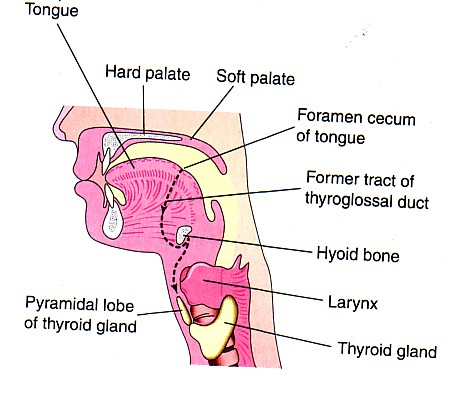 Tongue
Hard palate
Soft palate
Foramen cecum
of tongue
Former tract of
thyroglossal duct
Hyoid bone
Larynx
Pyramidal lobe
of thyroid gland
Thyroid gland